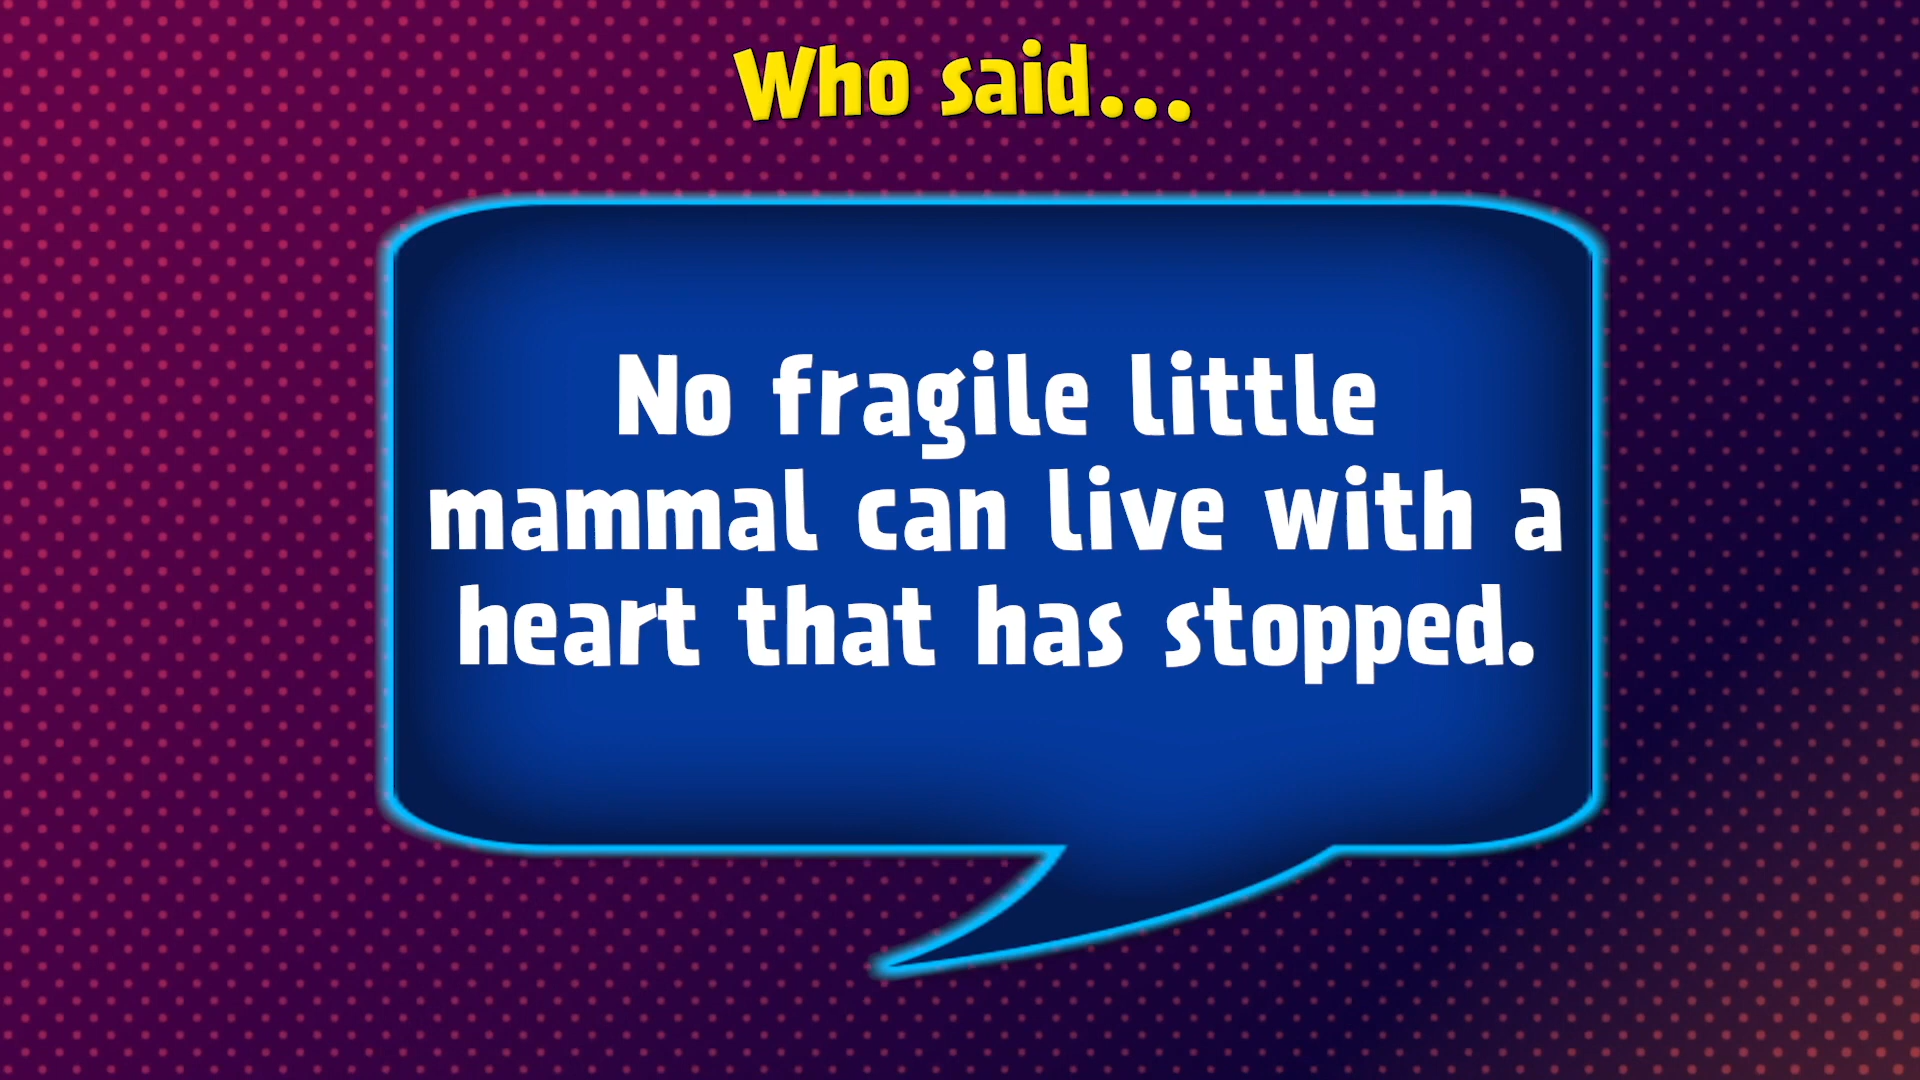 Who said...
No fragile little
mammal can live with a
heart that has stopped.